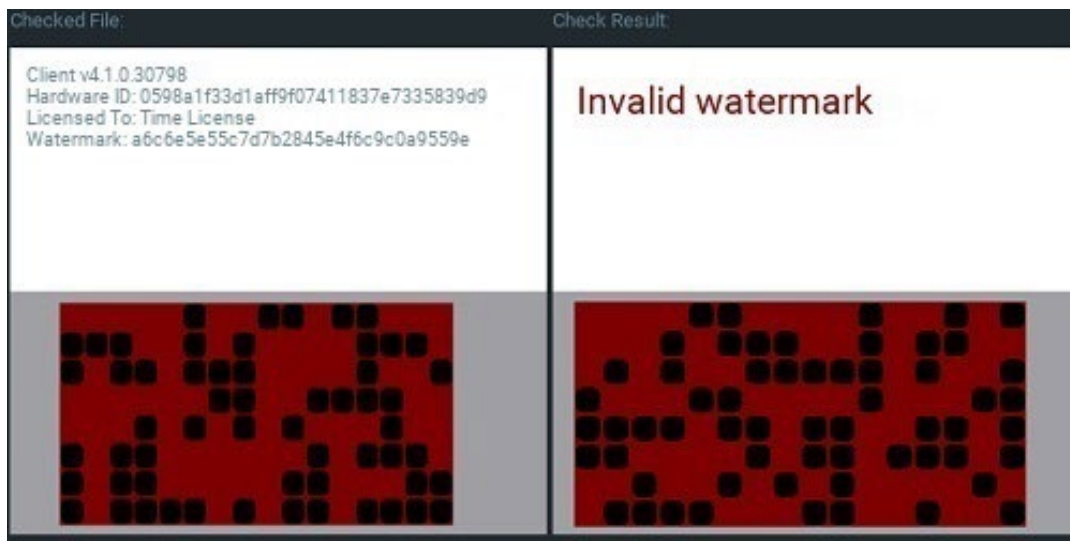 Checked File:
Check Result:
Client v4.1.0.30798
Hardware ID: 0598a1f33d1aff9f07411837e7335839d9
Licensed To: Time License
Watermark: a6c6e5e55c7d7b2845e4f6c9c0a9559e
Invalid watermark